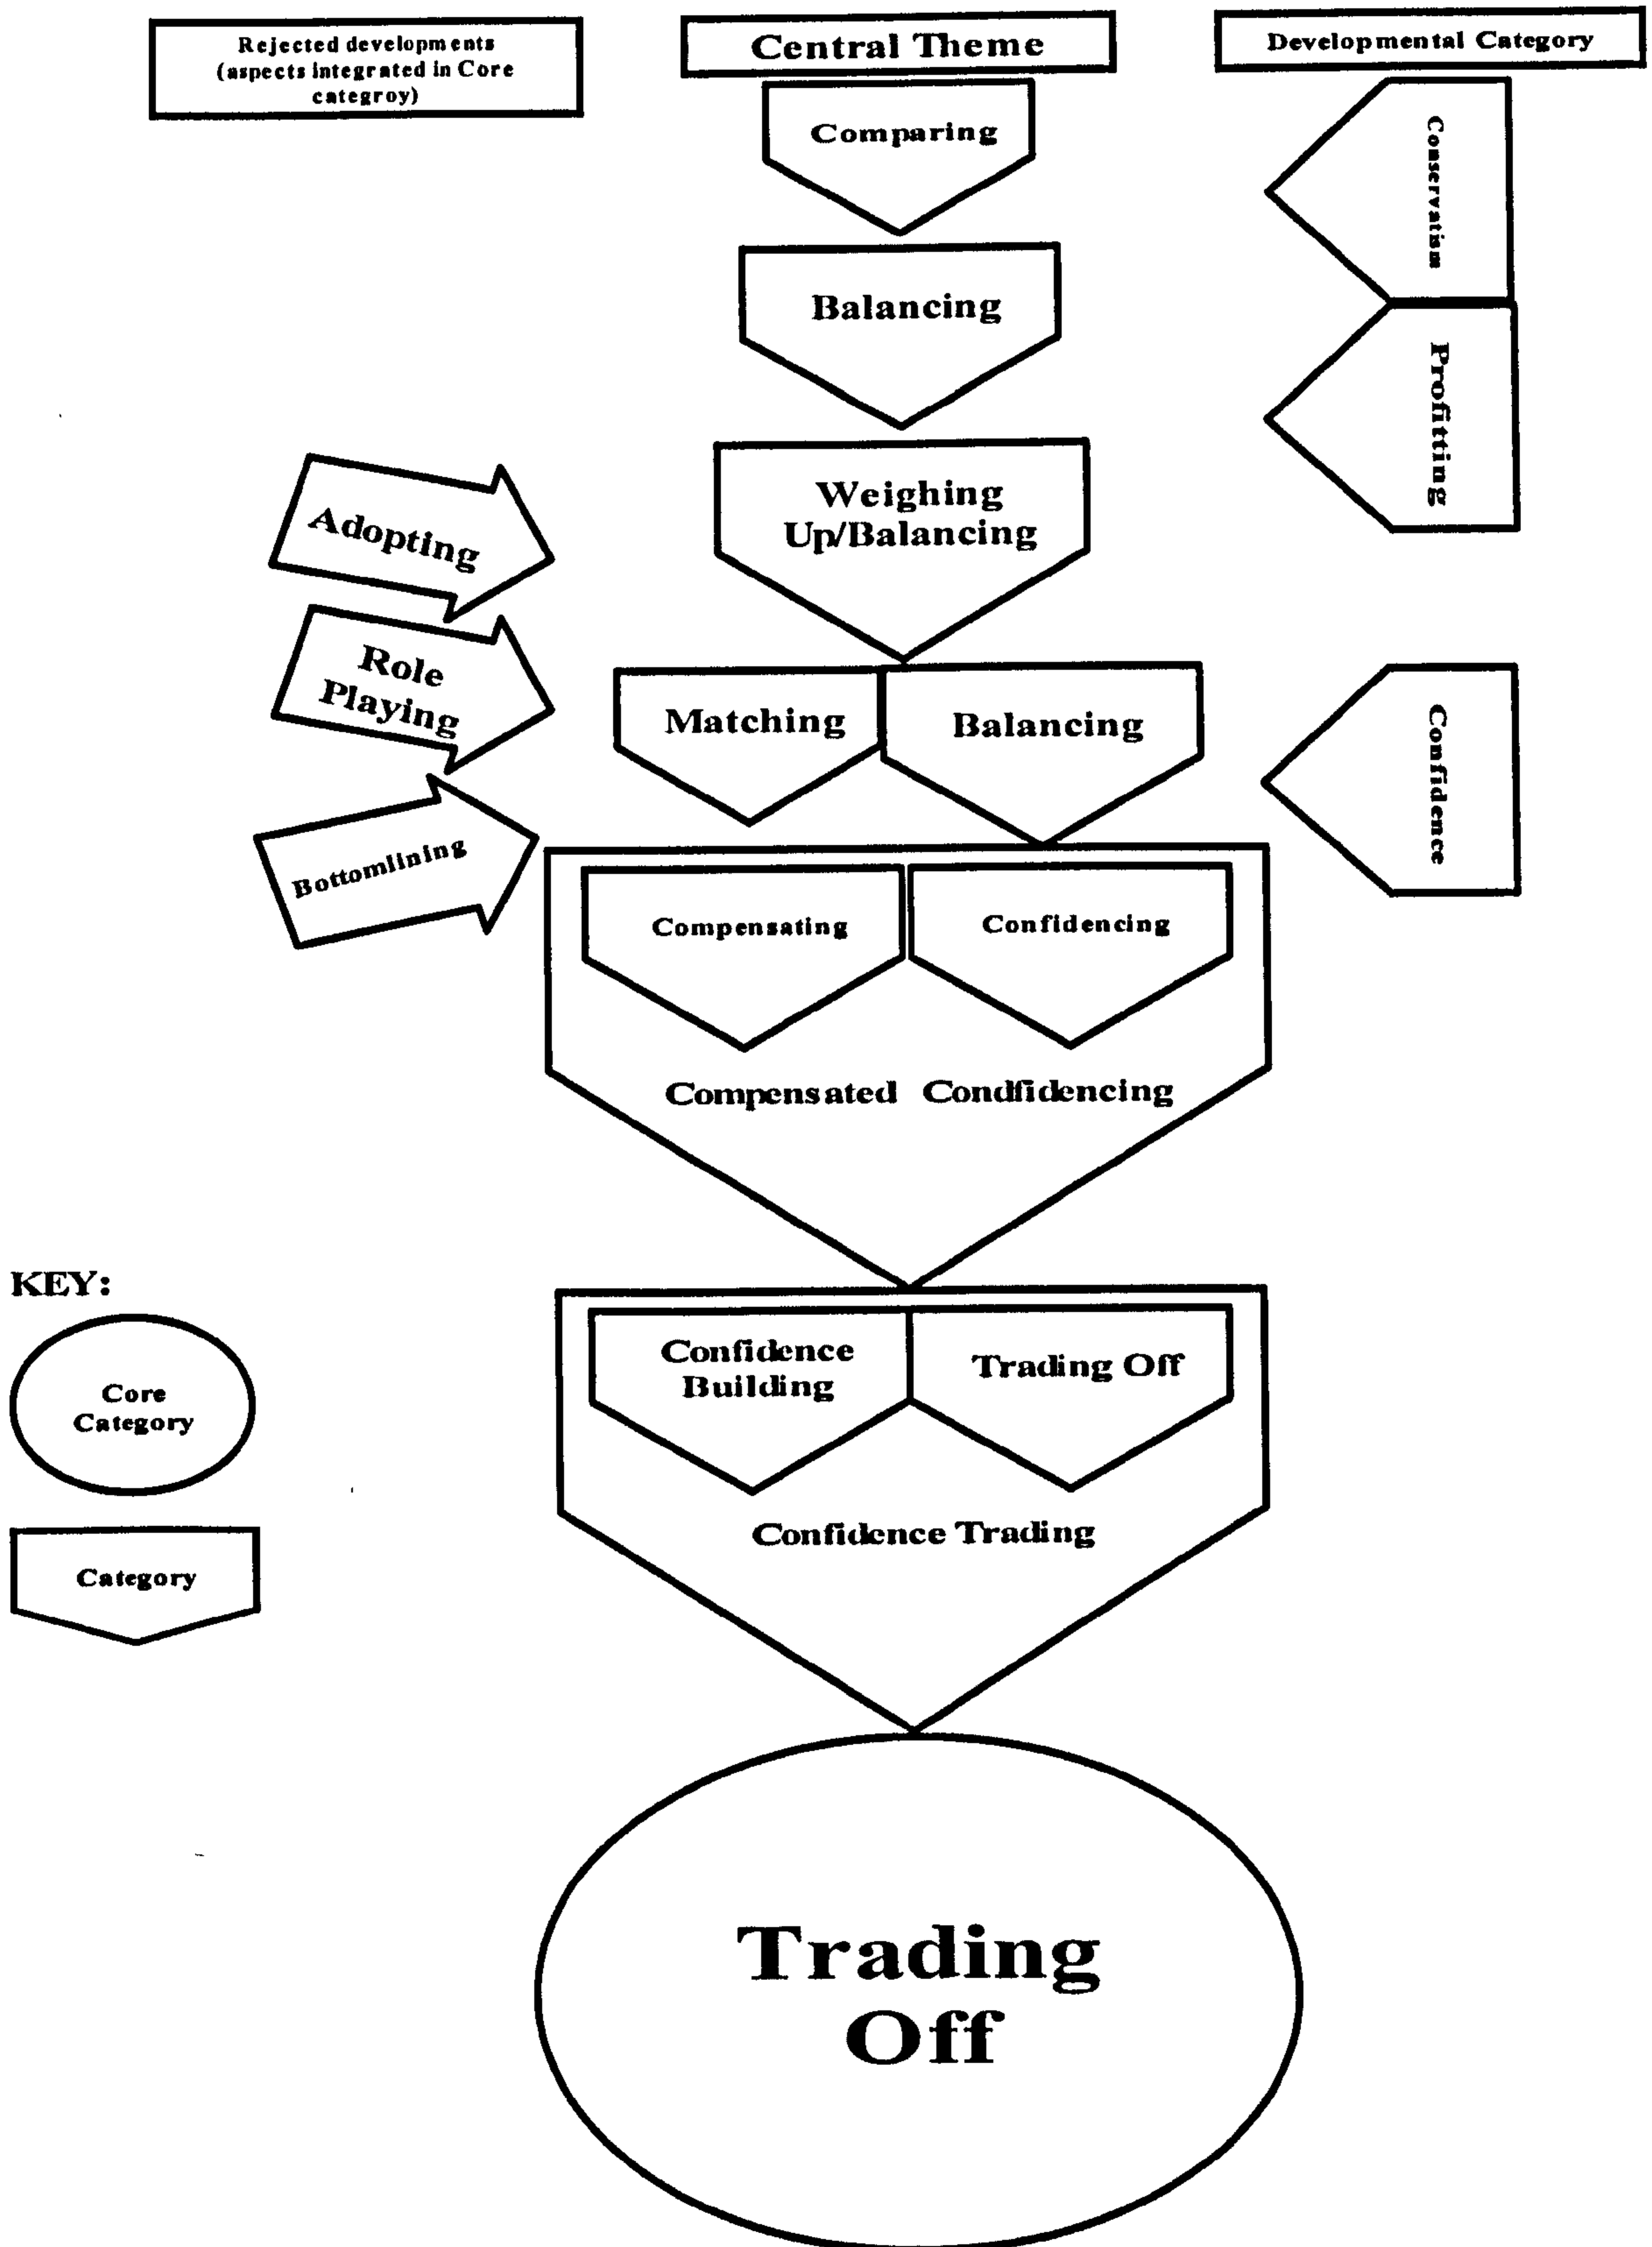 Rejected developments
(aspects integrated in Core
categroy)
Central Theme
Developmental Category
Comparing
Conservatism
Balancing
Profitting
Weighing
Up/Balancing
Adopting
Role
Playing
Matching
Balancing
Confidence
Bottomlining
Compensating
Confidencing
Compensated Condfidencing
KEY:
Core
Category
Category
Confidence
Building
Trading Off
Confidence Trading
Trading
Off